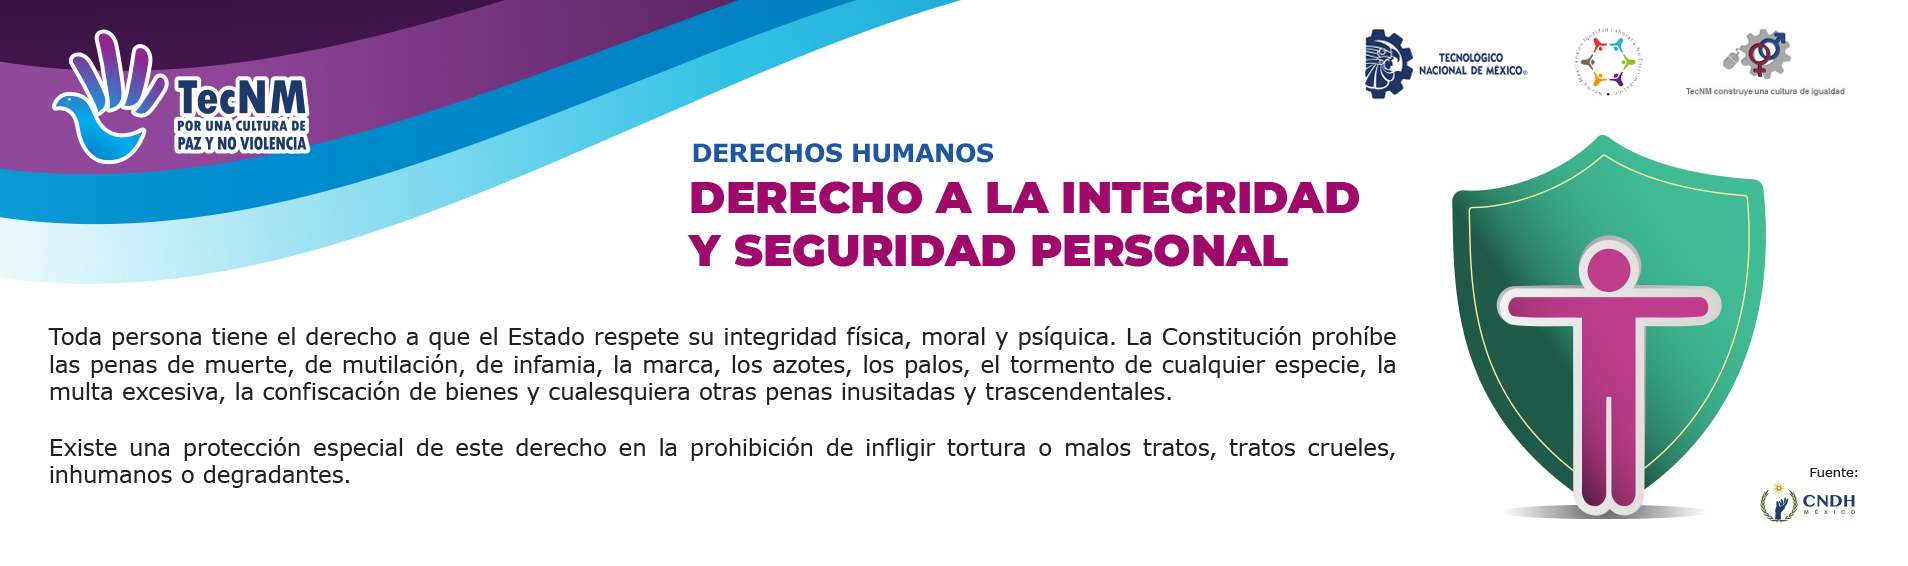 TecNM
POR UNA CULTURA DE
PAZ Y NO VIOLENCIA
TECNOLÓGICO
NACIONAL DE MÉXICO®
TecNM construye una cultura de igualdad
DERECHOS HUMANOS
DERECHO A LA INTEGRIDAD
Y SEGURIDAD PERSONAL
Toda persona tiene el derecho a que el Estado respete su integridad física, moral y psíquica. La Constitución prohíbe
las penas de muerte, de mutilación, de infamia, la marca, los azotes, los palos, el tormento de cualquier especie, la
multa excesiva, la confiscación de bienes y cualesquiera otras penas inusitadas y trascendentales.
Existe una protección especial de este derecho en la prohibición de infligir tortura o malos tratos, tratos crueles,
inhumanos o degradantes.
Fuente:
CNDH
MÉXICO